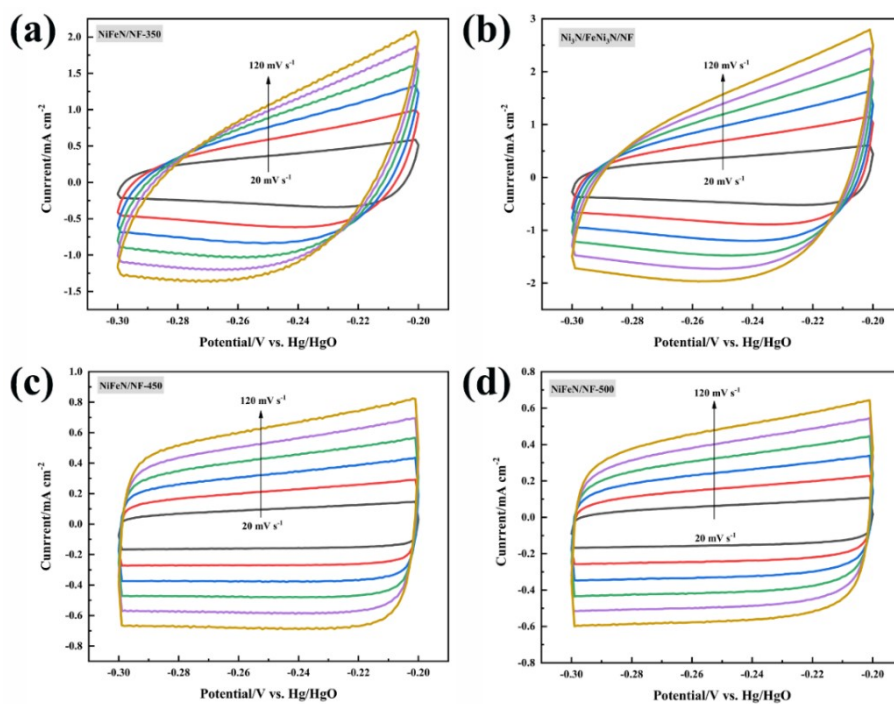 (a)
NiFeN/NF-350
120 mV s⁻¹
20 mV s⁻¹
2.0
1.5
1.0
0.5
0.0
-0.5
-1.0
-1.5
-0.30
-0.28
-0.26
-0.24
-0.22
-0.20
Cunrrent/mA cm⁻²
Potential/V vs. Hg/HgO
(b)
Ni₃N/FeNi₃N/NF
120 mV s⁻¹
20 mV s⁻¹
3
2
1
0
-1
-2
-0.30
-0.28
-0.26
-0.24
-0.22
-0.20
Cunrrent/mA cm⁻²
Potential/V vs. Hg/HgO
(c)
NiFeN/NF-450
120 mV s⁻¹
20 mV s⁻¹
1.0
0.8
0.6
0.4
0.2
0.0
-0.2
-0.4
-0.6
-0.8
-0.30
-0.28
-0.26
-0.24
-0.22
-0.20
Cunrrent/mA cm⁻²
Potential/V vs. Hg/HgO
(d)
NiFeN/NF-500
120 mV s⁻¹
20 mV s⁻¹
0.8
0.6
0.4
0.2
0.0
-0.2
-0.4
-0.6
-0.8
-0.30
-0.28
-0.26
-0.24
-0.22
-0.20
Cunrrent/mA cm⁻²
Potential/V vs. Hg/HgO